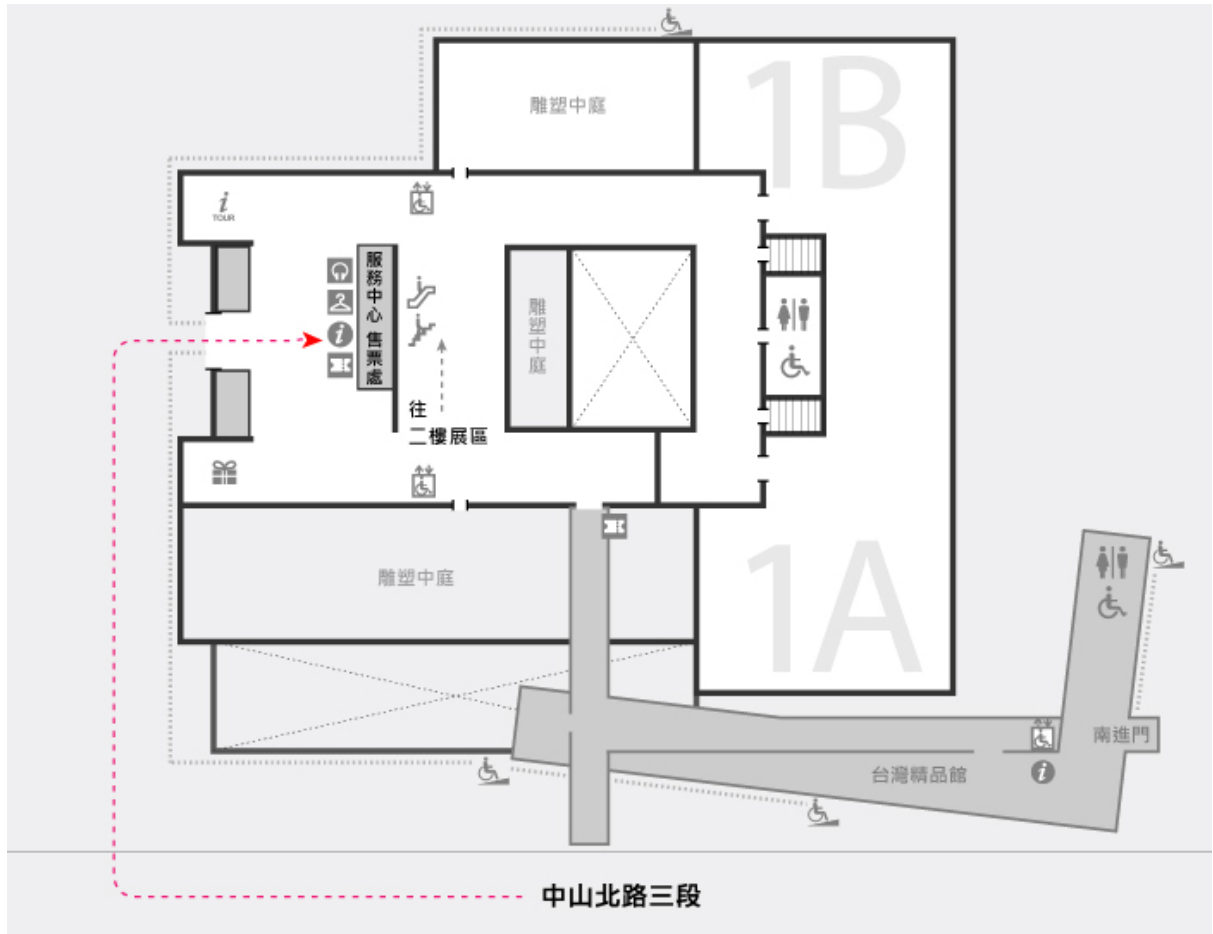 雕塑中庭
1B
i
TOUR
服務中心 售票處
i
雕塑中庭
往
二樓展區
雕塑中庭
1A
南進門
台灣精品館
i
中山北路三段